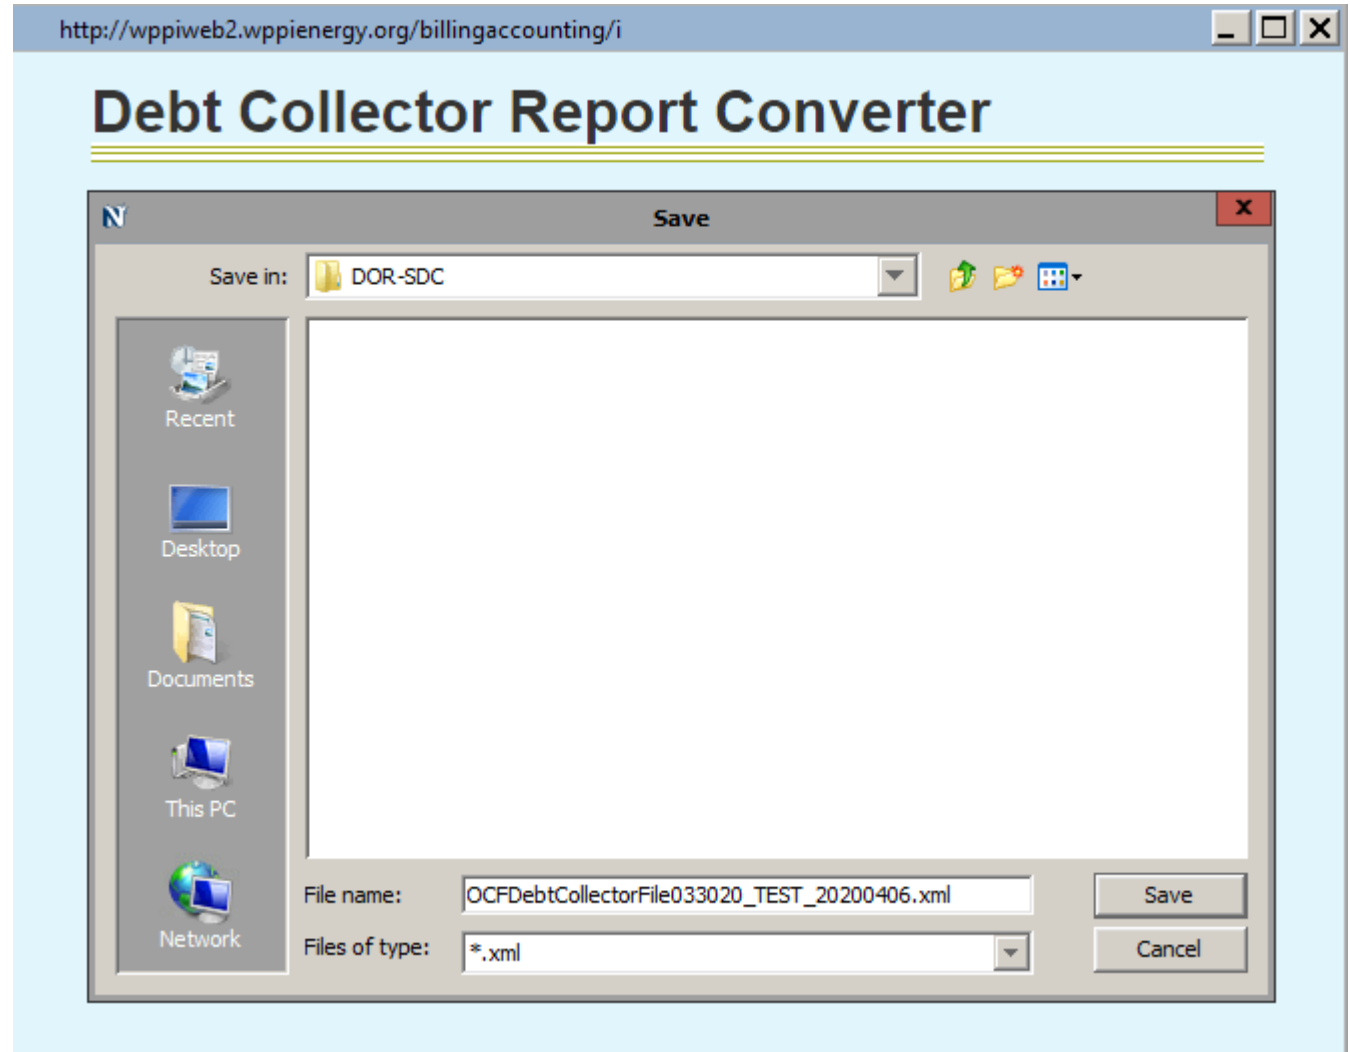 http://wppiweb2.wppienergy.org/billingaccounting/i
Debt Collector Report Converter
N
Save
Save in: DOR-SDC
Recent
Desktop
Documents
This PC
Network
File name: OCFDebtCollectorFile033020_TEST_20200406.xml Save
Files of type: *.xml Cancel